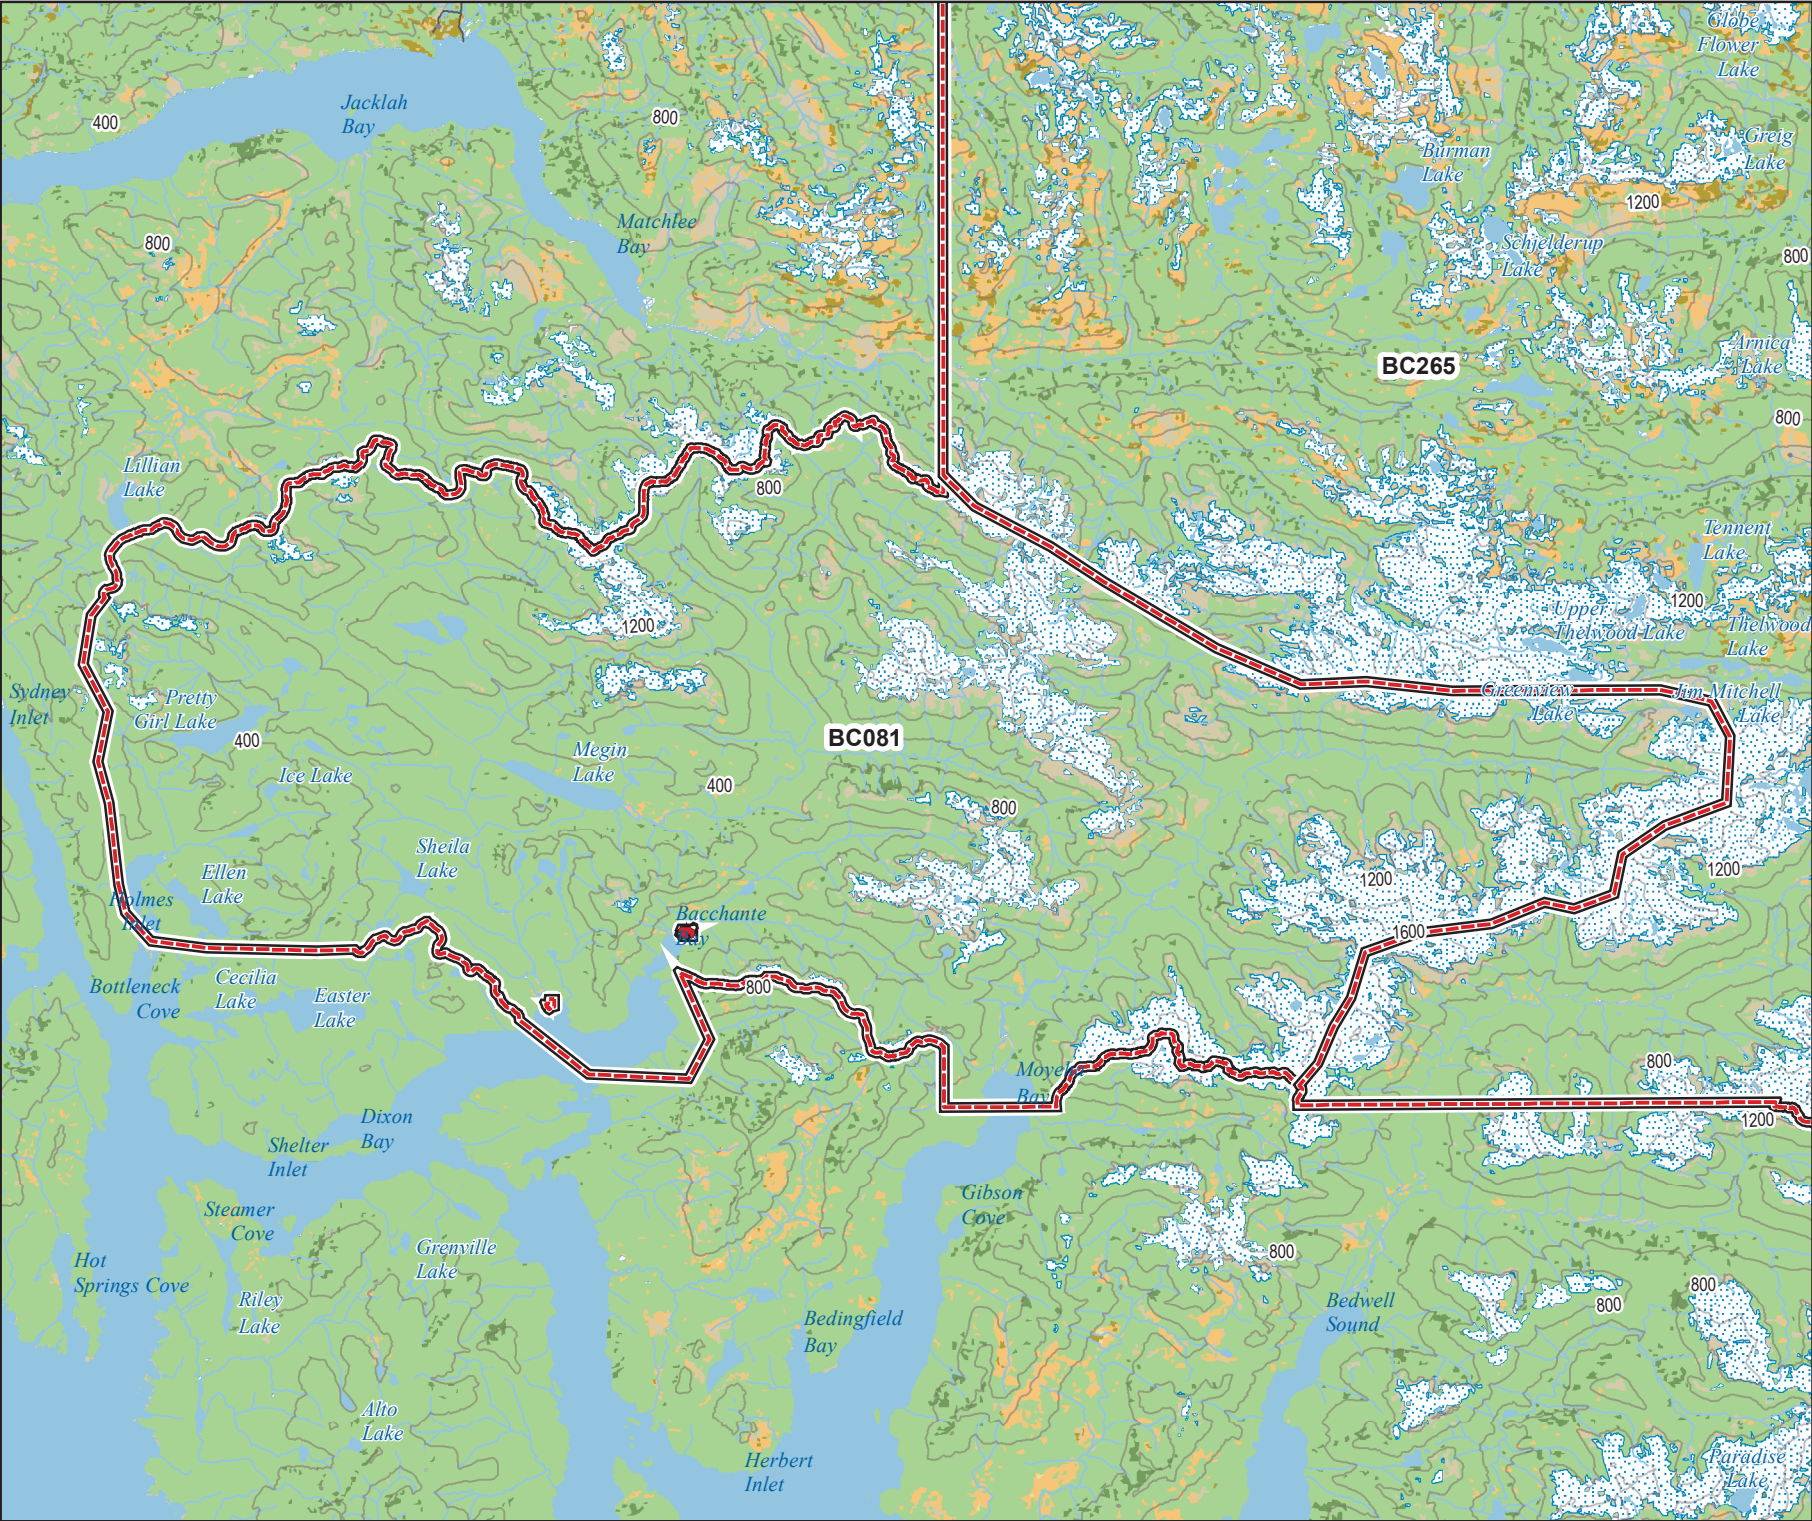 Globe
Flower
Lake
Jacklah
Bay
400
800
Greig
Lake
Burman
Lake
1200
Matchlee
Bay
800
Schjelderup
Lake
800
Arnica
Lake
BC265
800
Lillian
Lake
800
Tennent
Lake
1200
Upper
Thelwood Lake
Thelwood
Lake
1200
Sydney
Inlet
Pretty
Girl Lake
Greenview
Lake
Jim Mitchell
Lake
400
BC081
Megin
Lake
Ice Lake
400
800
Sheila
Lake
Ellen
Lake
1200
1200
Holmes
Inlet
Bacchante
Bay
1600
Bottleneck
Cove
Cecilia
Lake
Easter
Lake
800
Moyeha
Bay
800
1200
Dixon
Bay
Shelter
Inlet
Gibson
Cove
Steamer
Cove
Grenville
Lake
800
Hot
Springs Cove
Riley
Lake
Bedingfield
Bay
Bedwell
Sound
800
800
Alto
Lake
Herbert
Inlet
Paradise
Lake